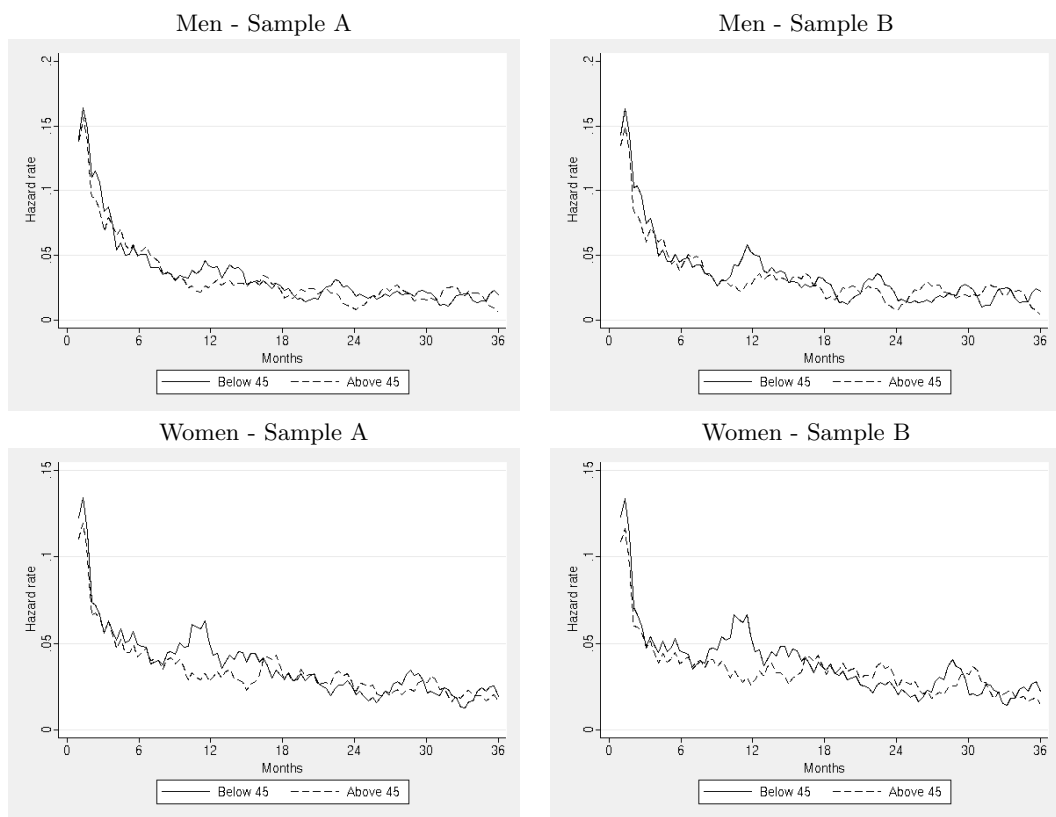 Men - Sample A
.2
.15
.1
.05
0
Hazard rate
0 6 12 18 24 30 36
Months
Below 45 Above 45
Men - Sample B
.2
.15
.1
.05
0
Hazard rate
0 6 12 18 24 30 36
Months
Below 45 Above 45
Women - Sample A
.15
.1
.05
0
Hazard rate
0 6 12 18 24 30 36
Months
Below 45 Above 45
Women - Sample B
.15
.1
.05
0
Hazard rate
0 6 12 18 24 30 36
Months
Below 45 Above 45